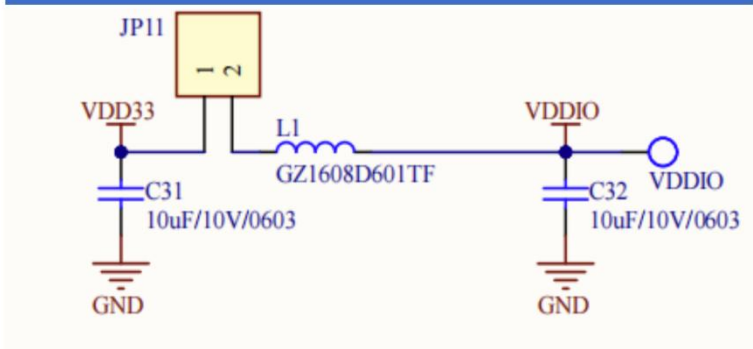 JP11
1 2
VDD33
L1
GZ1608D601TF
VDDIO
VDDIO
C31
10uF/10V/0603
C32
10uF/10V/0603
GND
GND